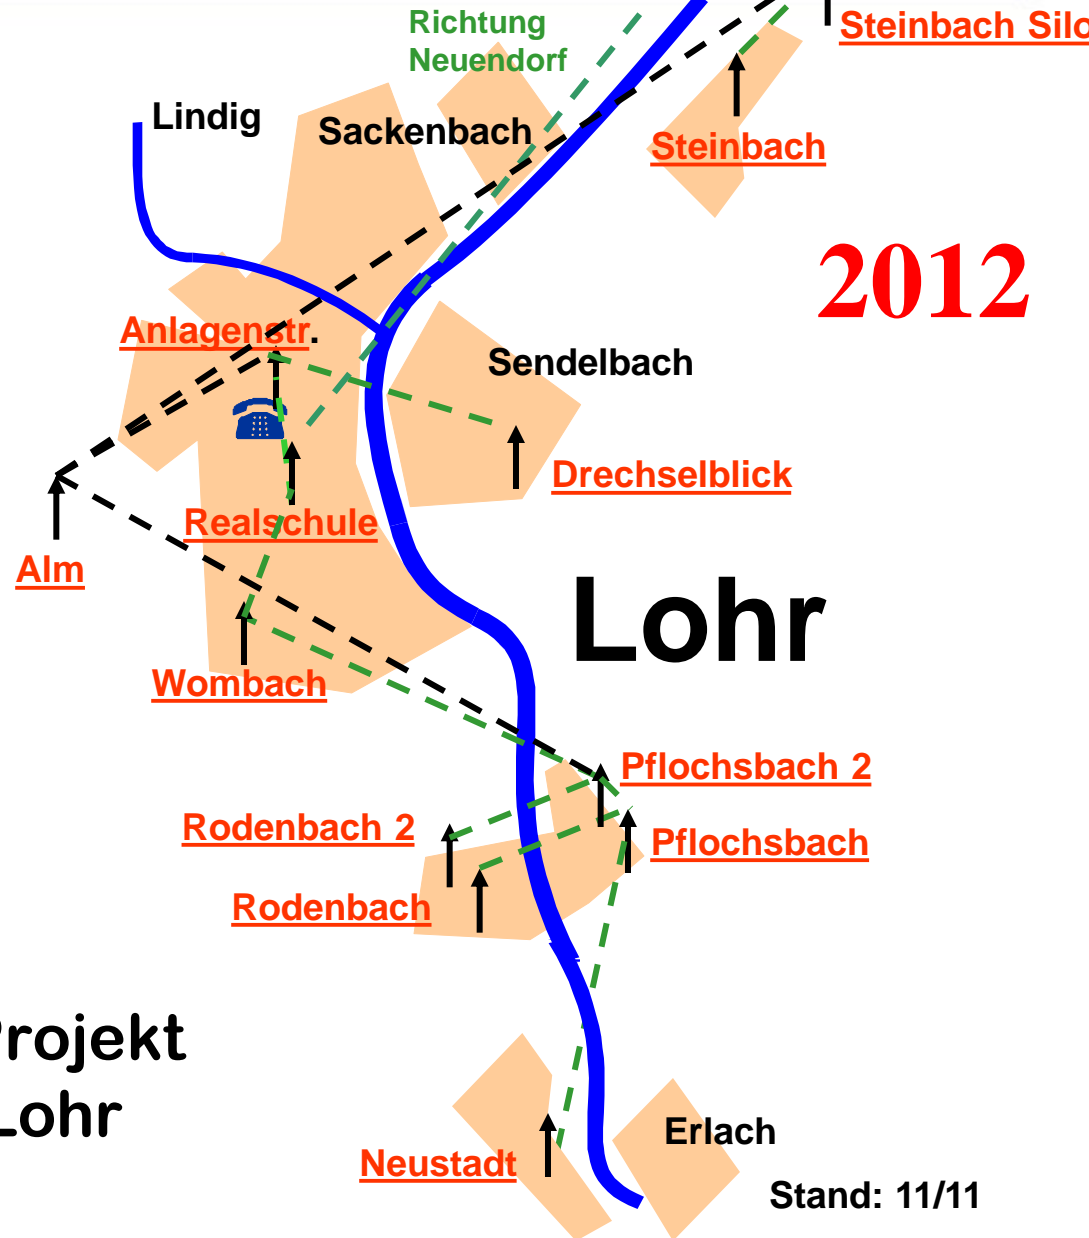 Richtung
Neuendorf
Steinbach Silo
Lindig
Sackenbach
Steinbach
2012
Anlagenstr.
Sendelbach
Drechselblick
Realschule
Alm
Lohr
Wombach
Pflochsbach 2
Rodenbach 2
Pflochsbach
Rodenbach
Projekt
Lohr
Erlach
Neustadt
Stand: 11/11